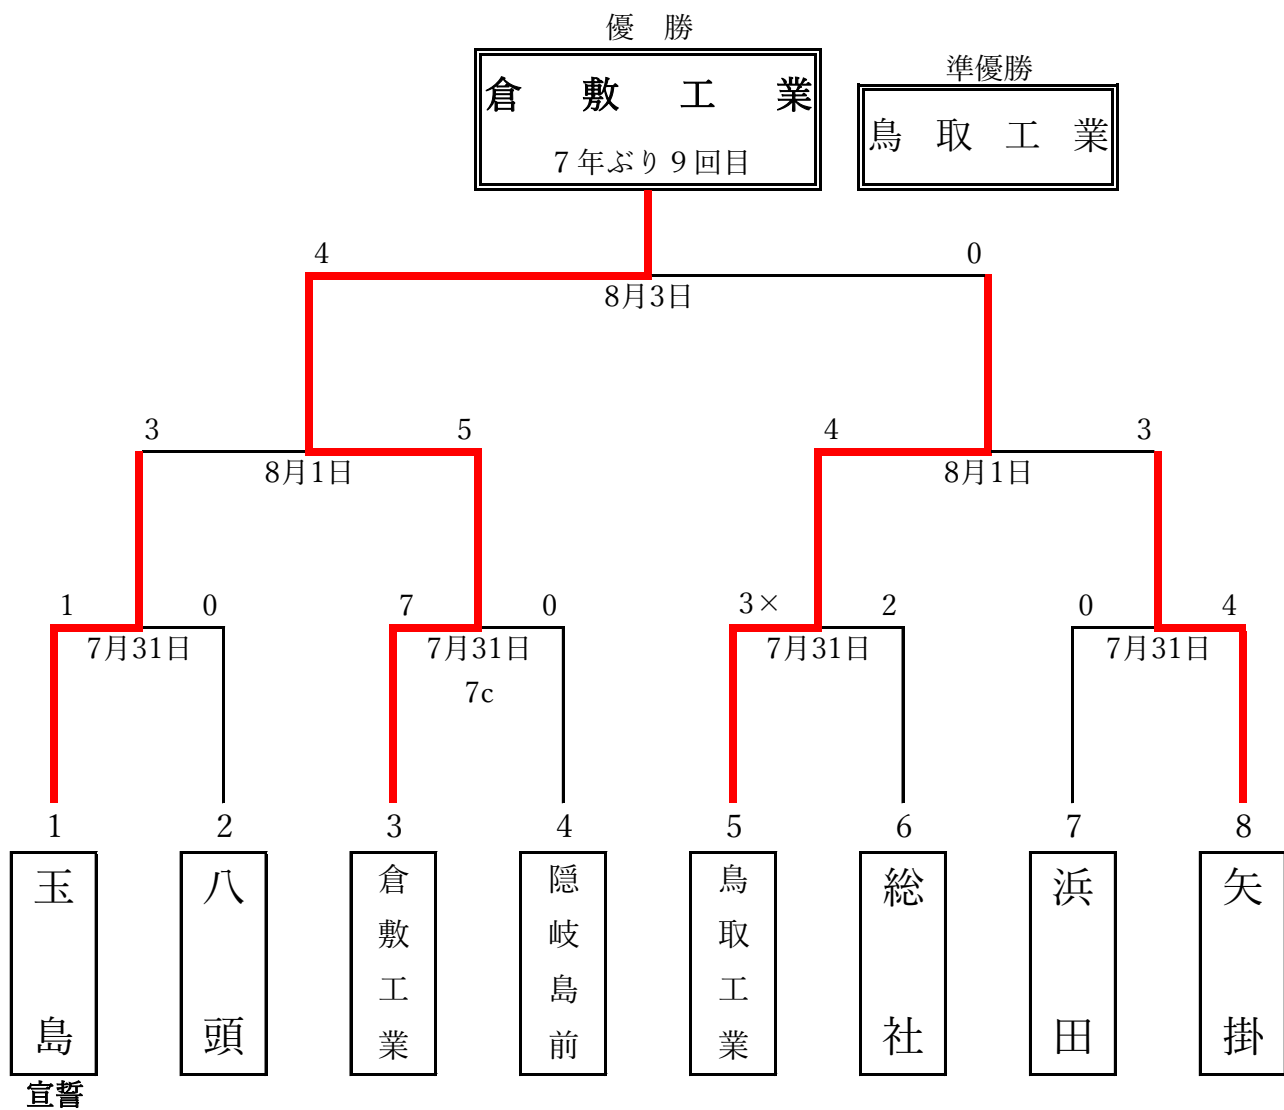 優　勝
倉　敷　工　業
７年ぶり９回目
準優勝
鳥　取　工　業
4
0
8月3日
3
5
8月1日
4
3
8月1日
1
0
7月31日
7
0
7月31日
7c
3×
2
7月31日
0
4
7月31日
1
2
3
4
5
6
7
8
玉島
八頭
倉敷工業
隠岐島前
鳥取工業
総社
浜田
矢掛
宣誓